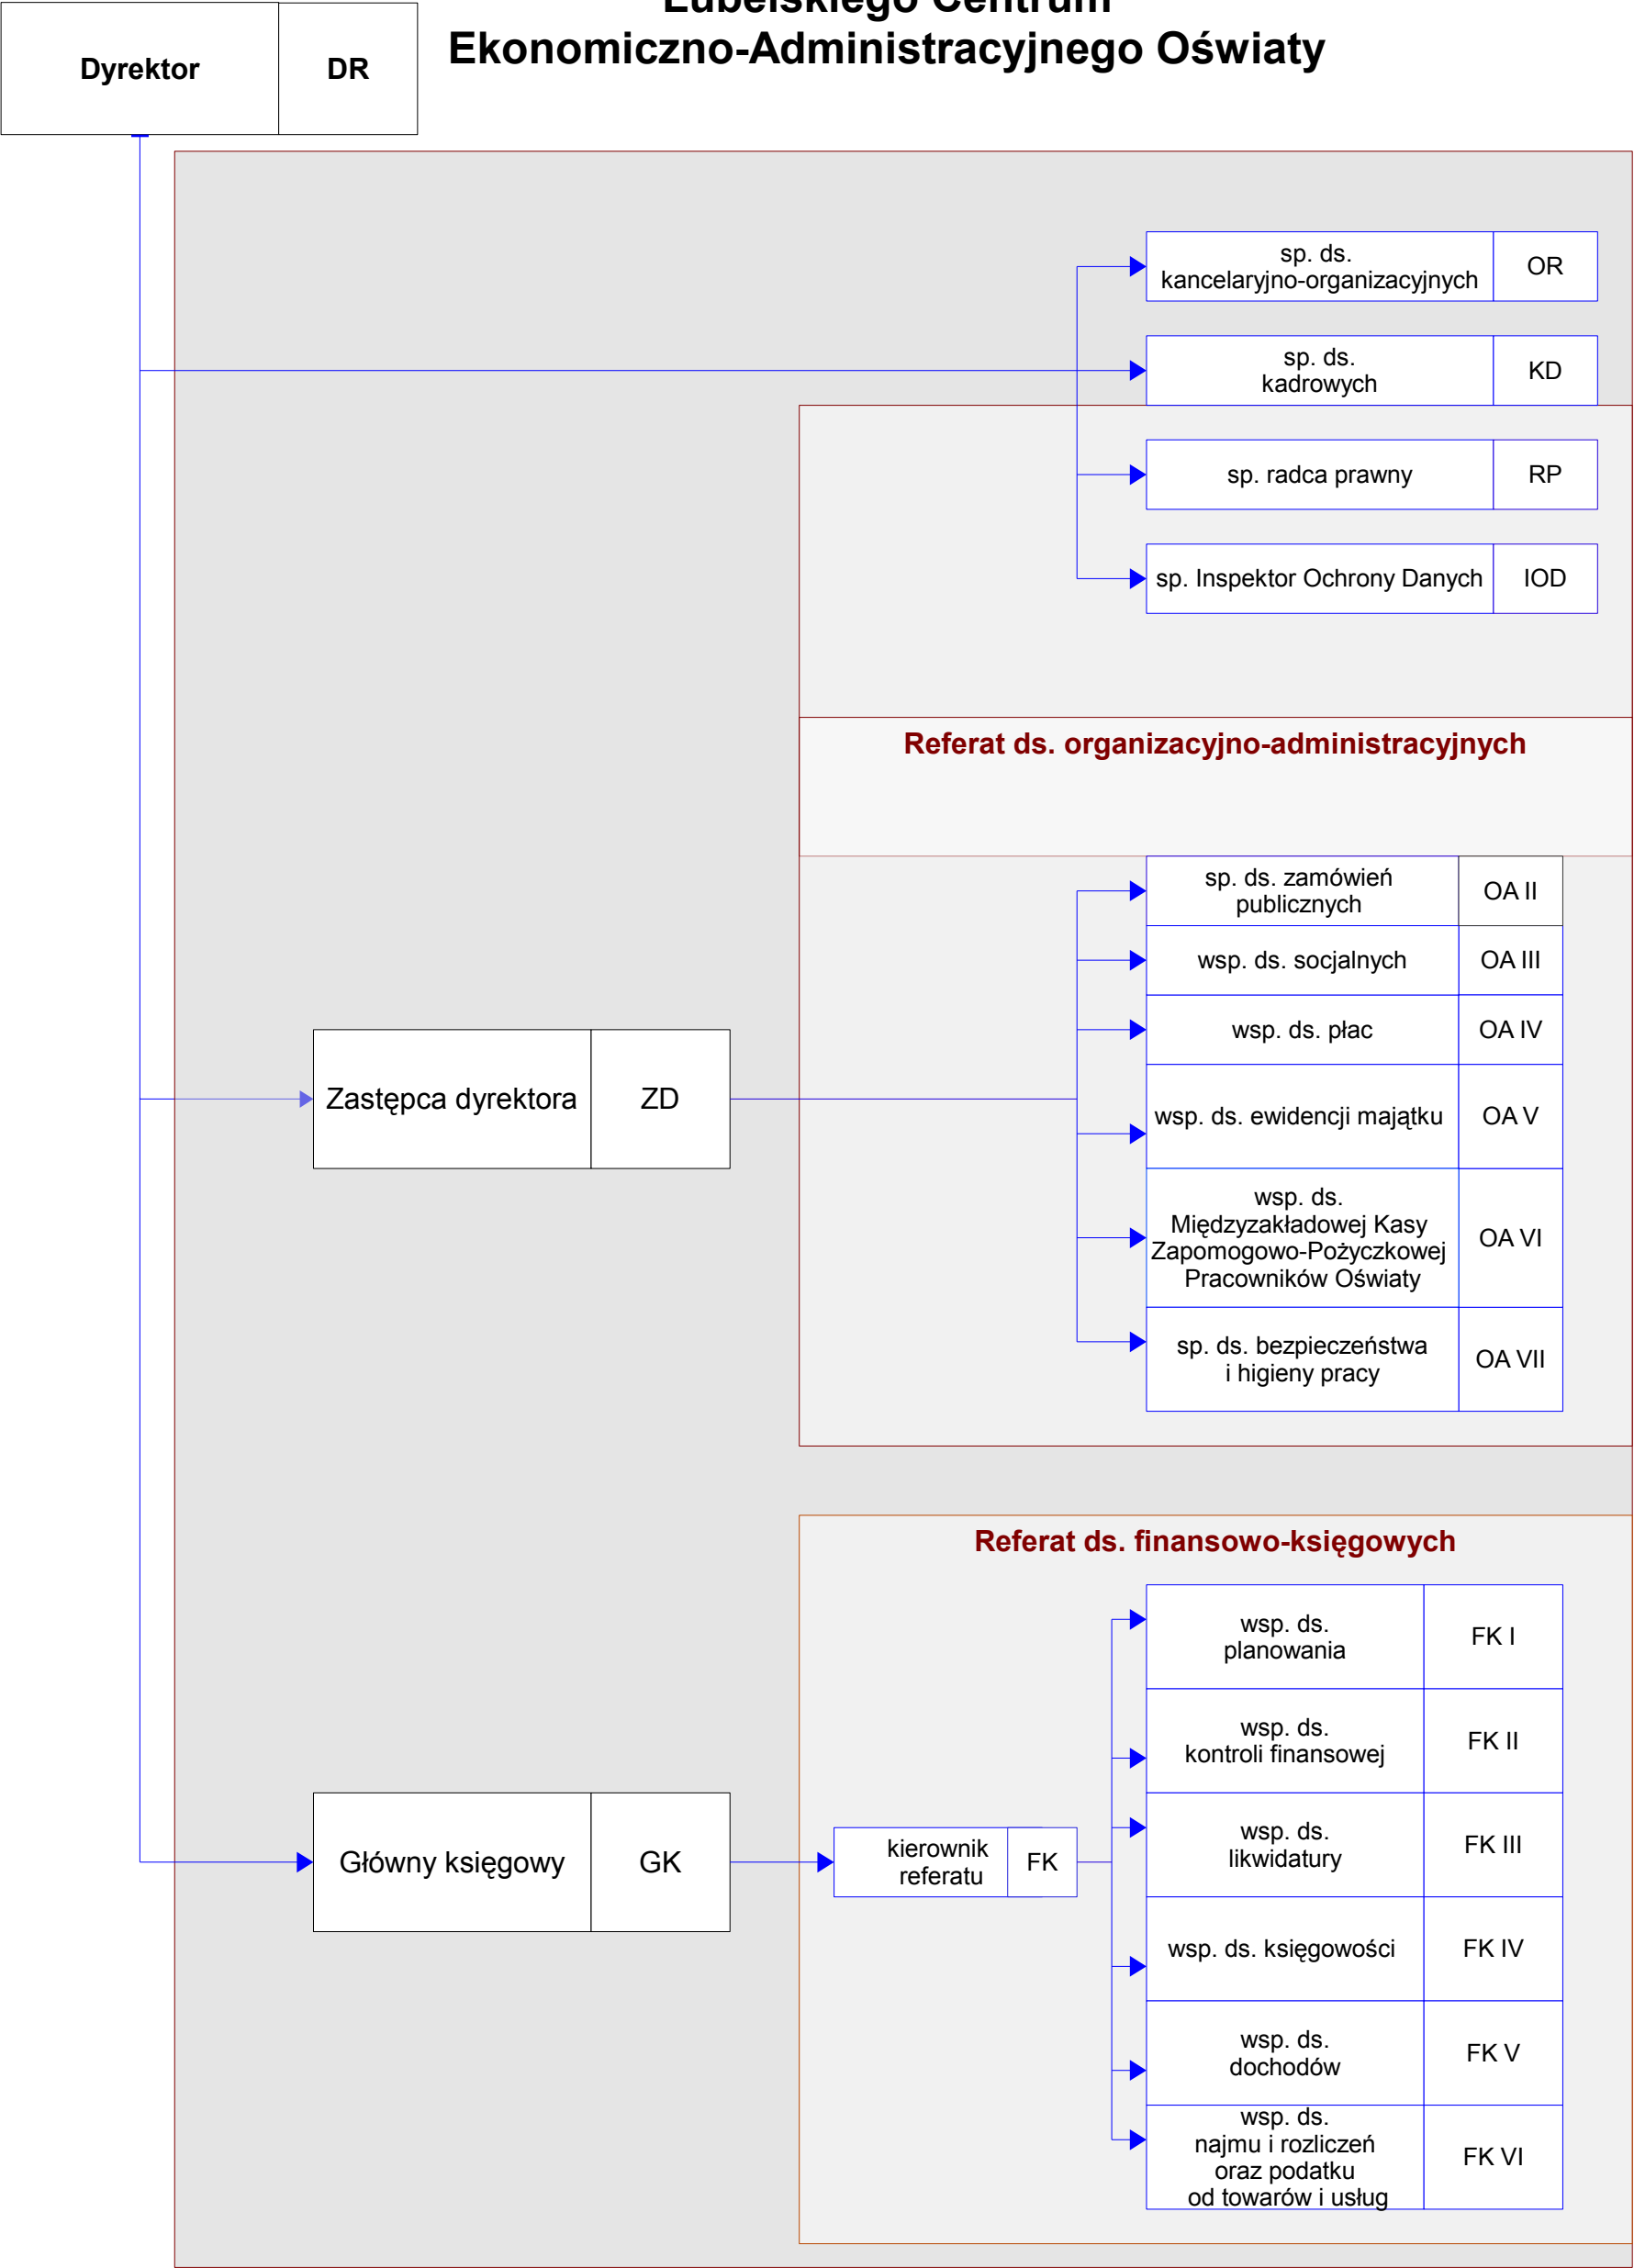 Lubelskiego Centrum
Ekonomiczno-Administracyjnego Oświaty
Dyrektor
DR
sp. ds.
kancelaryjno-organizacyjnych
OR
sp. ds.
kadrowych
KD
sp. radca prawny
RP
sp. Inspektor Ochrony Danych
IOD
Referat ds. organizacyjno-administracyjnych
sp. ds. zamówień
publicznych
OA II
wsp. ds. socjalnych
OA III
wsp. ds. płac
OA IV
Zastępca dyrektora
ZD
wsp. ds. ewidencji majątku
OA V
wsp. ds.
Międzyzakładowej Kasy
Zapomogowo-Pożyczkowej
Pracowników Oświaty
OA VI
sp. ds. bezpieczeństwa
i higieny pracy
OA VII
Referat ds. finansowo-księgowych
wsp. ds.
planowania
FK I
wsp. ds.
kontroli finansowej
FK II
Główny księgowy
GK
kierownik
referatu
FK
wsp. ds.
likwidatury
FK III
wsp. ds. księgowości
FK IV
wsp. ds.
dochodów
FK V
wsp. ds.
najmu i rozliczeń
oraz podatku
od towarów i usług
FK VI